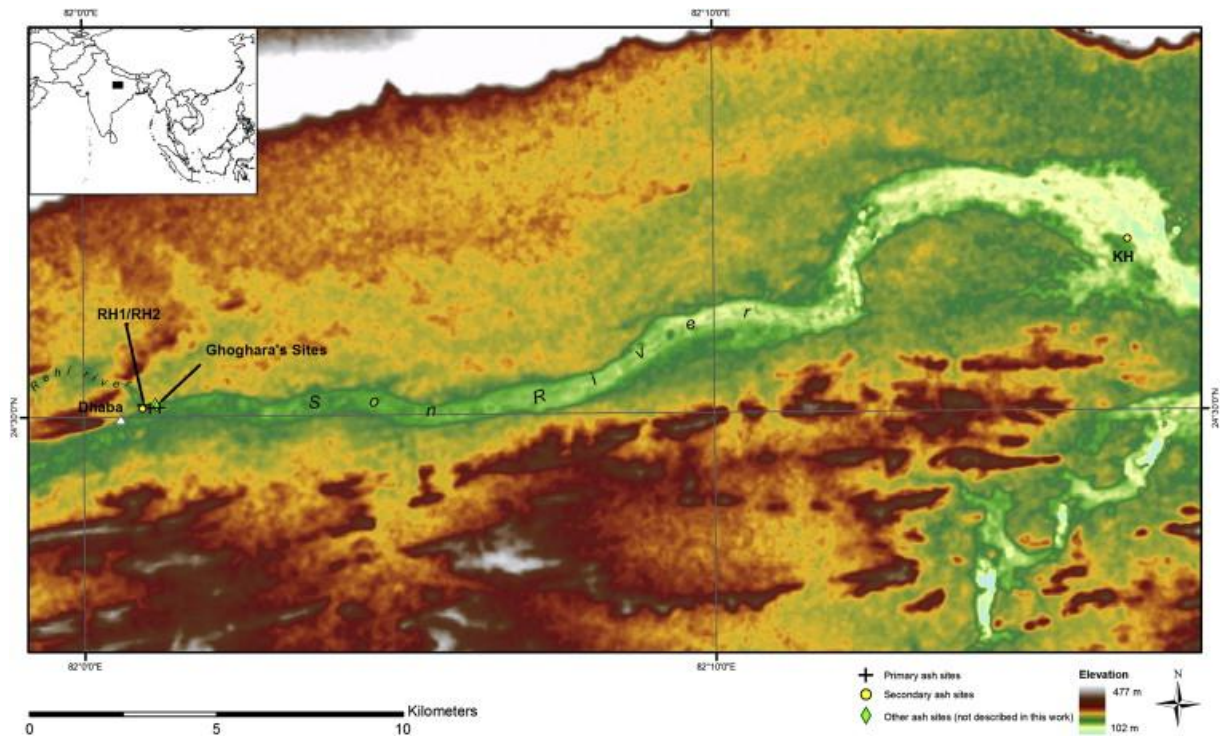 82°0'0"E
82°10'0"E
KH
RH1/RH2
Ghoghara's Sites
Rehi river
Dhaba
Son River
24°30'0"N
24°30'0"N
82°0'0"E
82°10'0"E
Primary ash sites
Secondary ash sites
Other ash sites (not described in this work)
Elevation
477 m
102 m
N
Kilometers
0 5 10